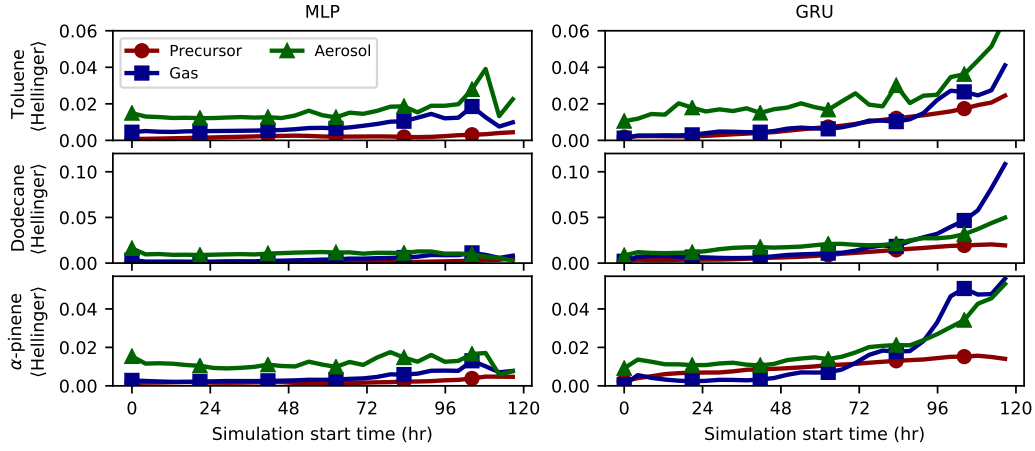 MLP
GRU
Toluene
⟨Hellinger⟩
0.06
0.04
0.02
0.00
Precursor
Gas
Aerosol
0.06
0.04
0.02
0.00
Dodecane
⟨Hellinger⟩
0.10
0.05
0.00
0.10
0.05
0.00
α-pinene
⟨Hellinger⟩
0.04
0.02
0.00
0.04
0.02
0.00
0 24 48 72 96 120
0 24 48 72 96 120
Simulation start time (hr)
Simulation start time (hr)